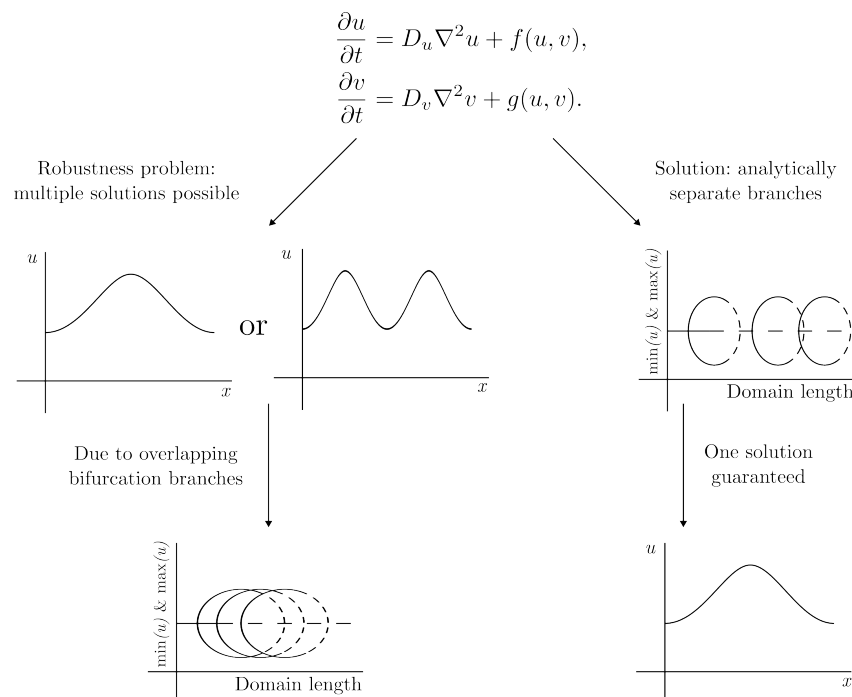 ∂u/∂t = D_u∇²u + f(u, v),
∂v/∂t = D_v∇²v + g(u, v).
Robustness problem:
multiple solutions possible
Solution: analytically
separate branches
u
x
or
u
x
min(u) & max(u)
Domain length
Due to overlapping
bifurcation branches
One solution
guaranteed
min(u) & max(u)
Domain length
u
x